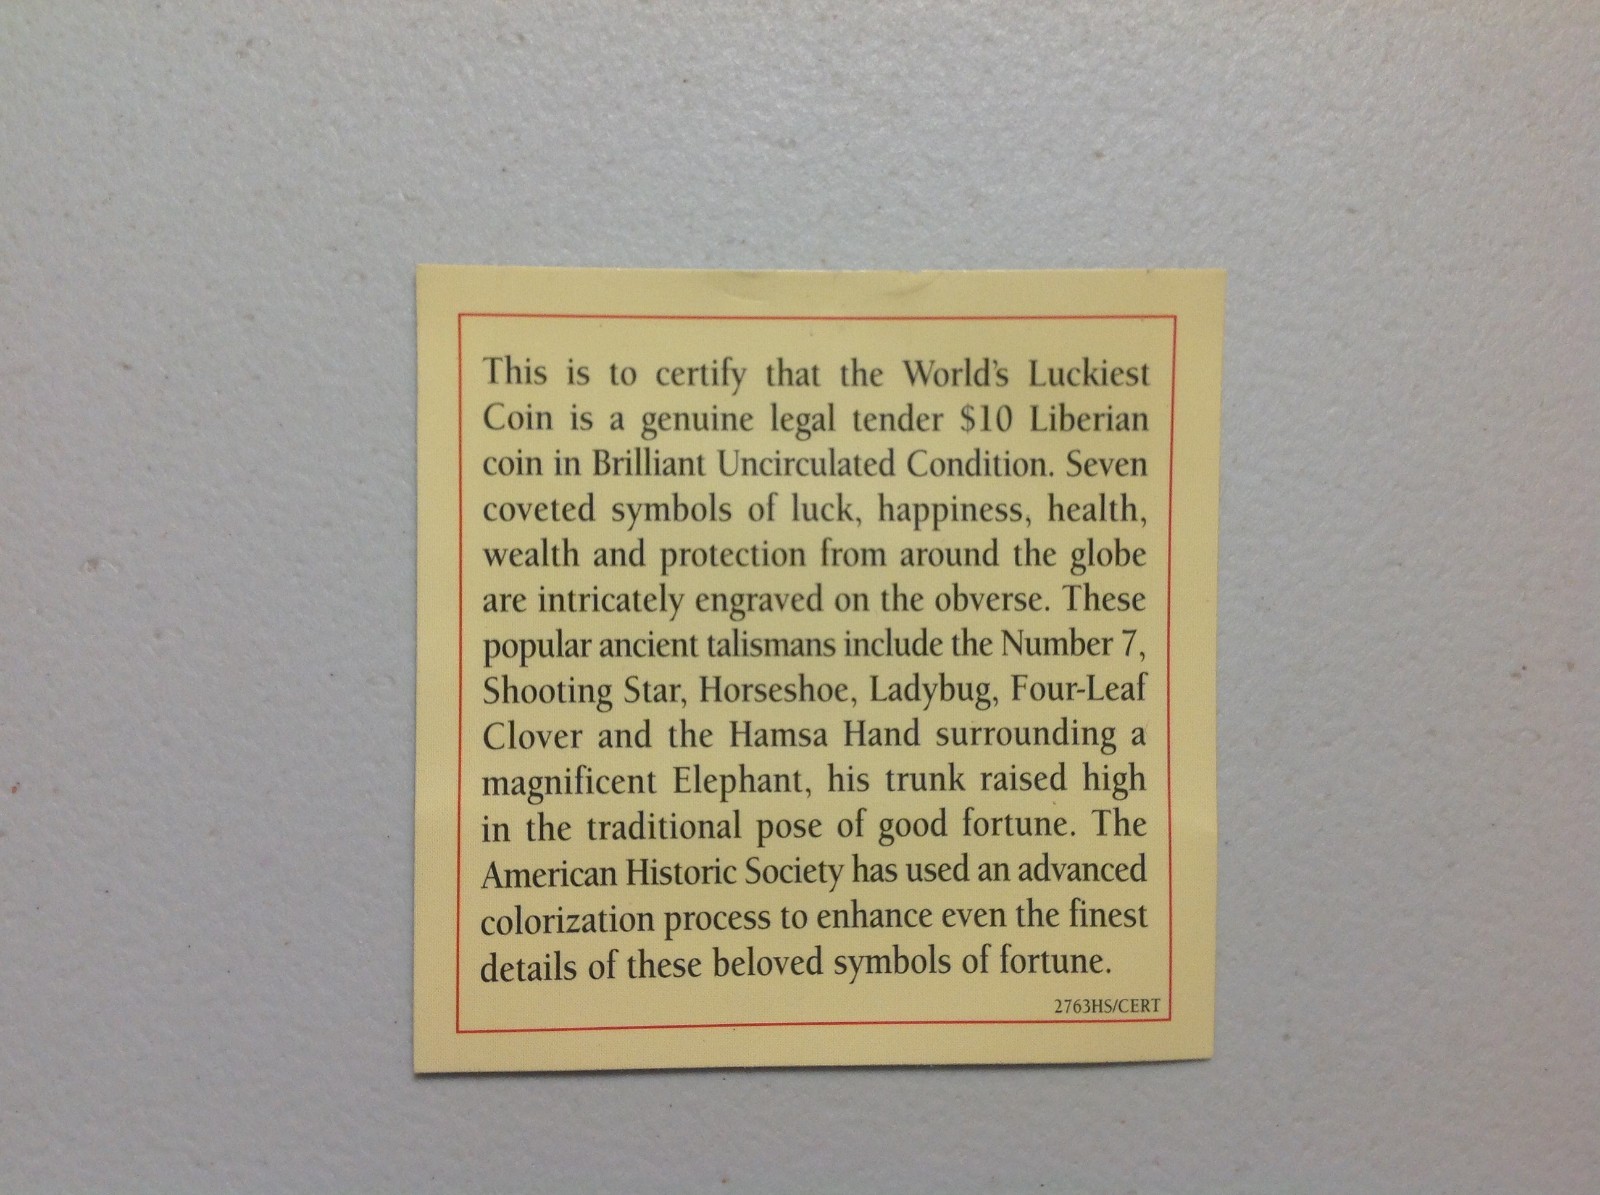 This is to certify that the World's Luckiest
Coin is a genuine legal tender $10 Liberian
coin in Brilliant Uncirculated Condition. Seven
coveted symbols of luck, happiness, health,
wealth and protection from around the globe
are intricately engraved on the obverse. These
popular ancient talismans include the Number 7,
Shooting Star, Horseshoe, Ladybug, Four-Leaf
Clover and the Hamsa Hand surrounding a
magnificent Elephant, his trunk raised high
in the traditional pose of good fortune. The
American Historic Society has used an advanced
colorization process to enhance even the finest
details of these beloved symbols of fortune.
2763HS/CERT